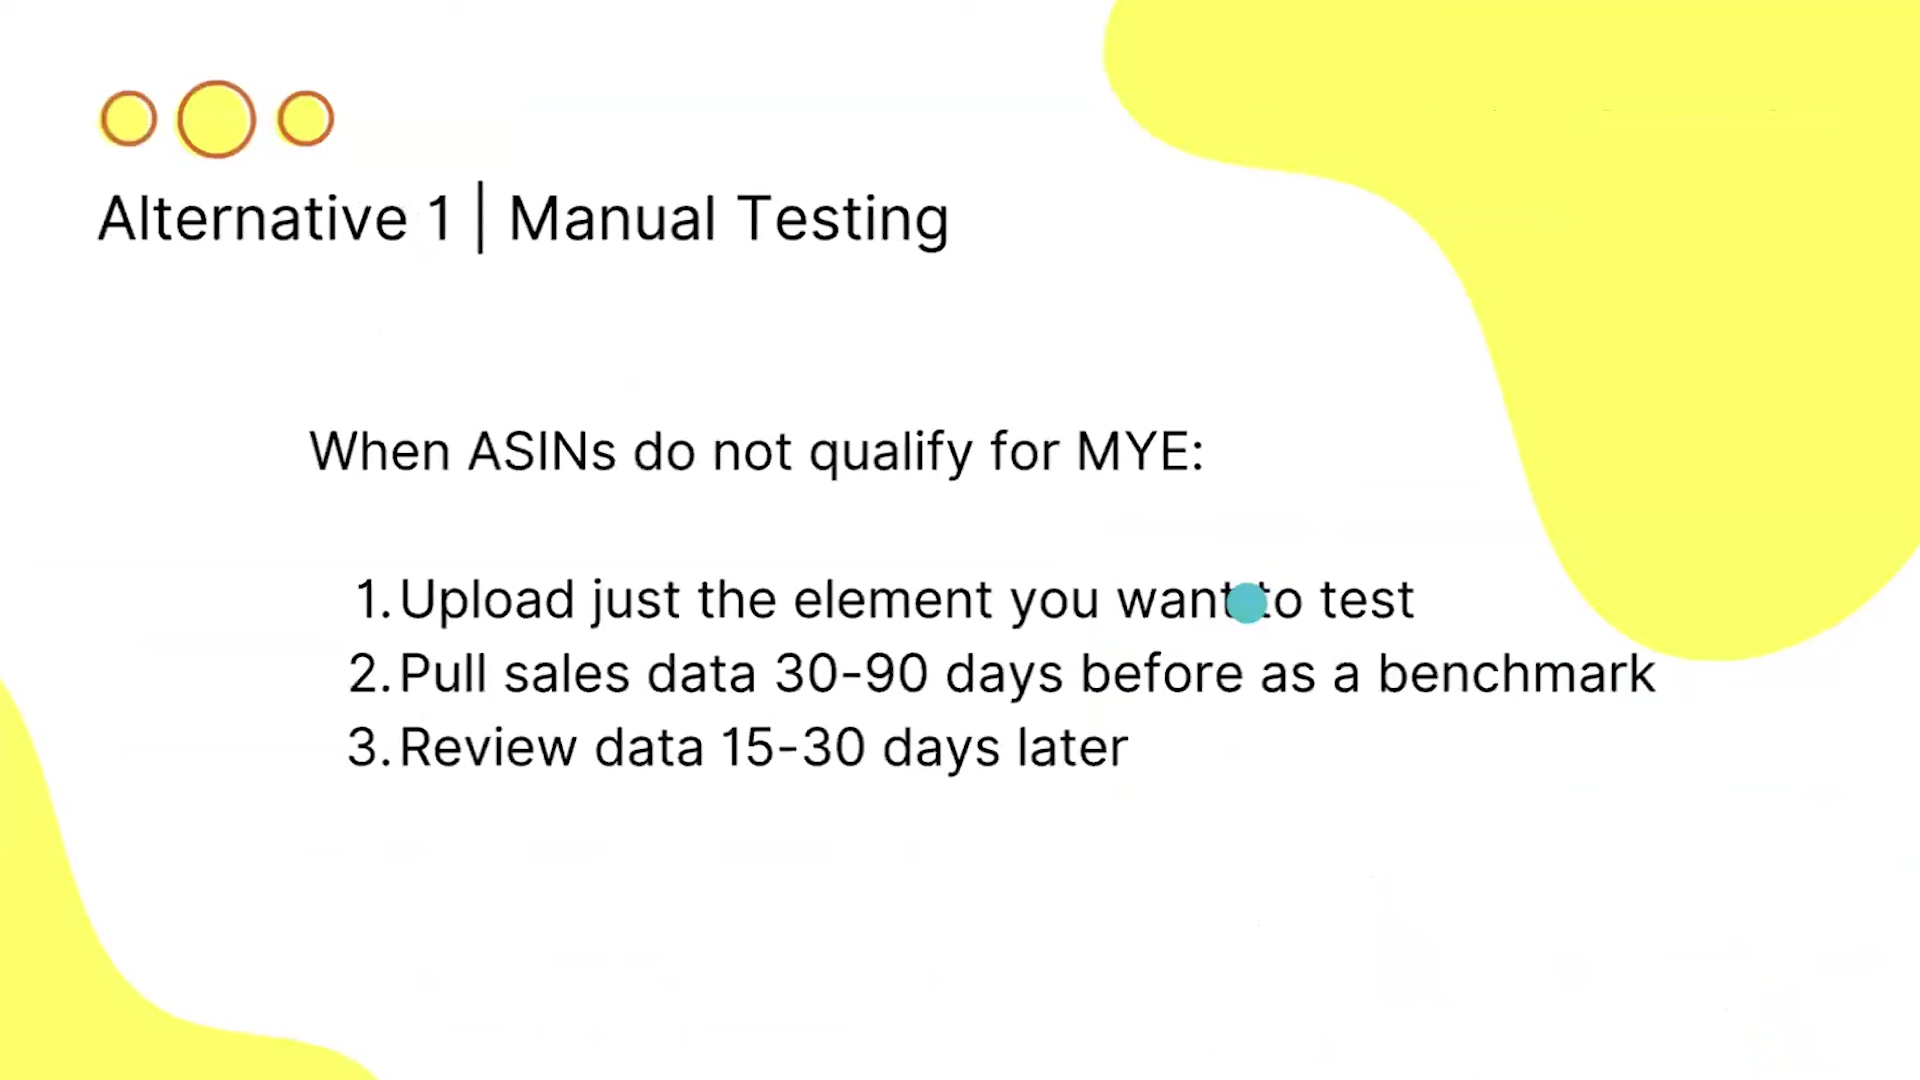 Alternative 1 | Manual Testing
When ASINs do not qualify for MYE:
1. Upload just the element you want to test
2. Pull sales data 30-90 days before as a benchmark
3. Review data 15-30 days later